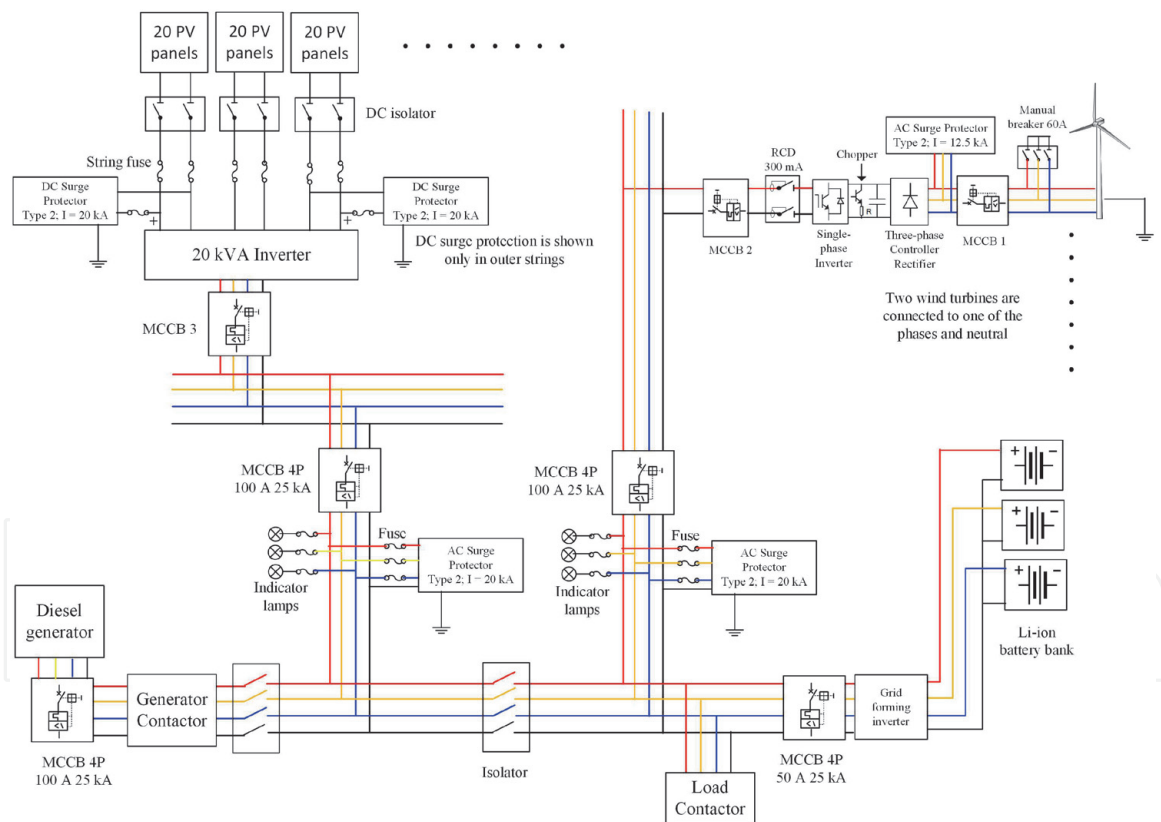 20 PV
panels
20 PV
panels
20 PV
panels
DC isolator
String fuse
DC Surge
Protector
Type 2; I = 20 kA
+
+
DC Surge
Protector
Type 2; I = 20 kA
DC surge protection is shown
only in outer strings
20 kVA Inverter
MCCB 3
MCCB 4P
100 A 25 kA
Fuse
Indicator
lamps
AC Surge
Protector
Type 2; I = 20 kA
Manual
breaker 60A
AC Surge Protector
Type 2; I = 12.5 kA
RCD
300 mA
Chopper
R
MCCB 2
Single-
phase
Inverter
Three-phase
Controller
Rectifier
MCCB 1
Two wind turbines are
connected to one of the
phases and neutral
MCCB 4P
100 A 25 kA
Fuse
Indicator
lamps
AC Surge
Protector
Type 2; I = 20 kA
+ −
+ −
+ −
Li-ion
battery bank
Diesel
generator
Generator
Contactor
MCCB 4P
100 A 25 kA
Isolator
Load
Contactor
MCCB 4P
50 A 25 kA
Grid
forming
inverter